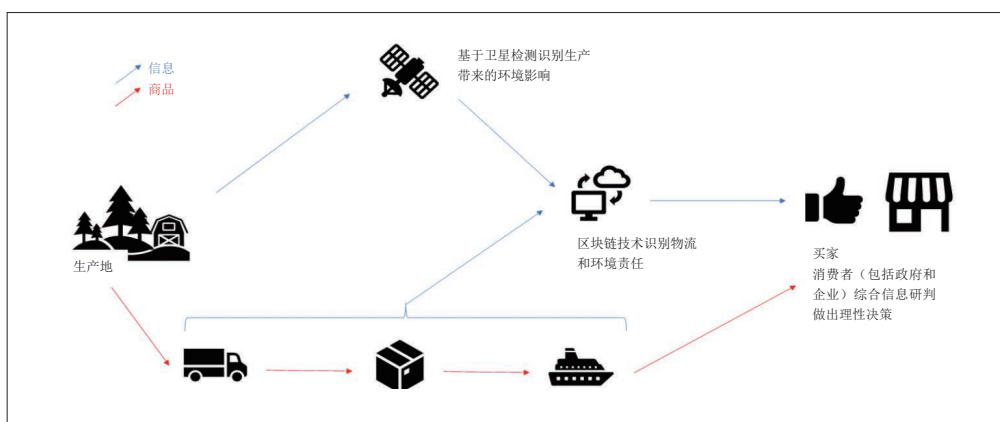 信息
商品
基于卫星检测识别生产
带来的环境影响
生产地
区块链技术识别物流
和环境责任
买家
消费者（包括政府和
企业）综合信息研判
做出理性决策